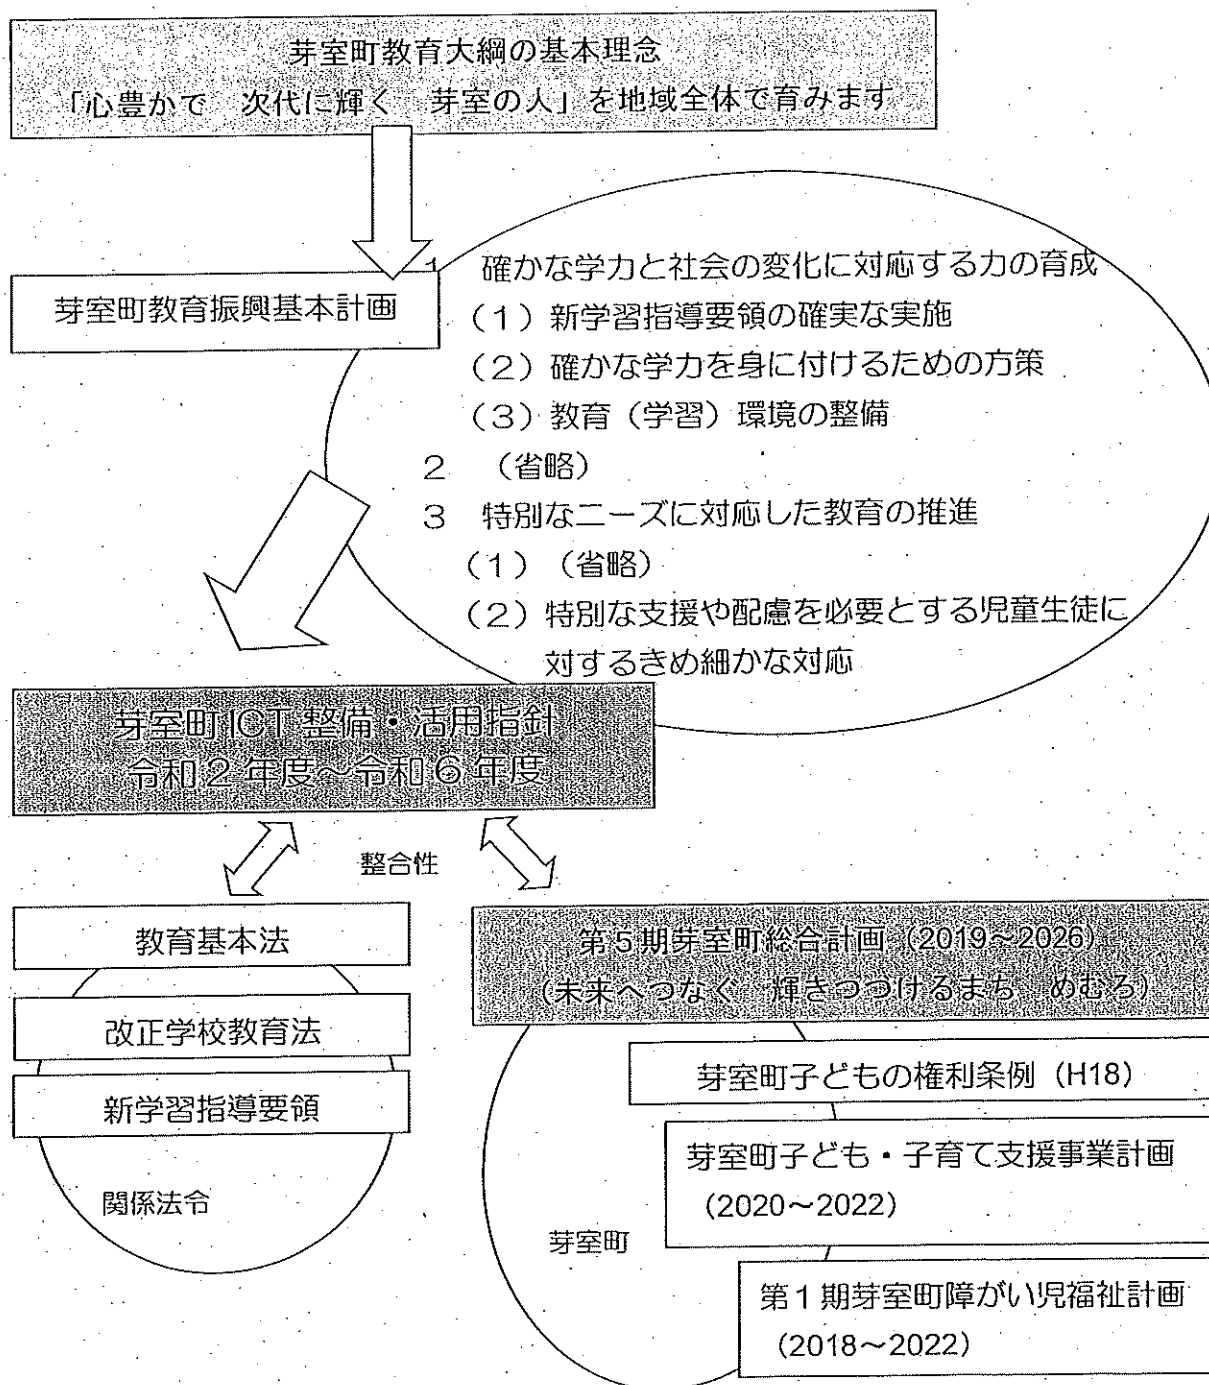 芽室町教育大綱の基本理念
「心豊かで　次代に輝く　芽室の人」を地域全体で育みます
芽室町教育振興基本計画
1　確かな学力と社会の変化に対応する力の育成
（１）新学習指導要領の確実な実施
（２）確かな学力を身に付けるための方策
（３）教育（学習）環境の整備
２　（省略）
３　特別なニーズに対応した教育の推進
（１）（省略）
（２）特別な支援や配慮を必要とする児童生徒に
対するきめ細かな対応
芽室町 ICT 整備・活用指針
令和２年度～令和６年度
整合性
教育基本法
改正学校教育法
新学習指導要領
関係法令
第５期芽室町総合計画（2019～2026）
（未来へつなぐ　輝きつづけるまち　めむろ）
芽室町子どもの権利条例（H18）
芽室町子ども・子育て支援事業計画
（2020～2022）
芽室町
第１期芽室町障がい児福祉計画
（2018～2022）